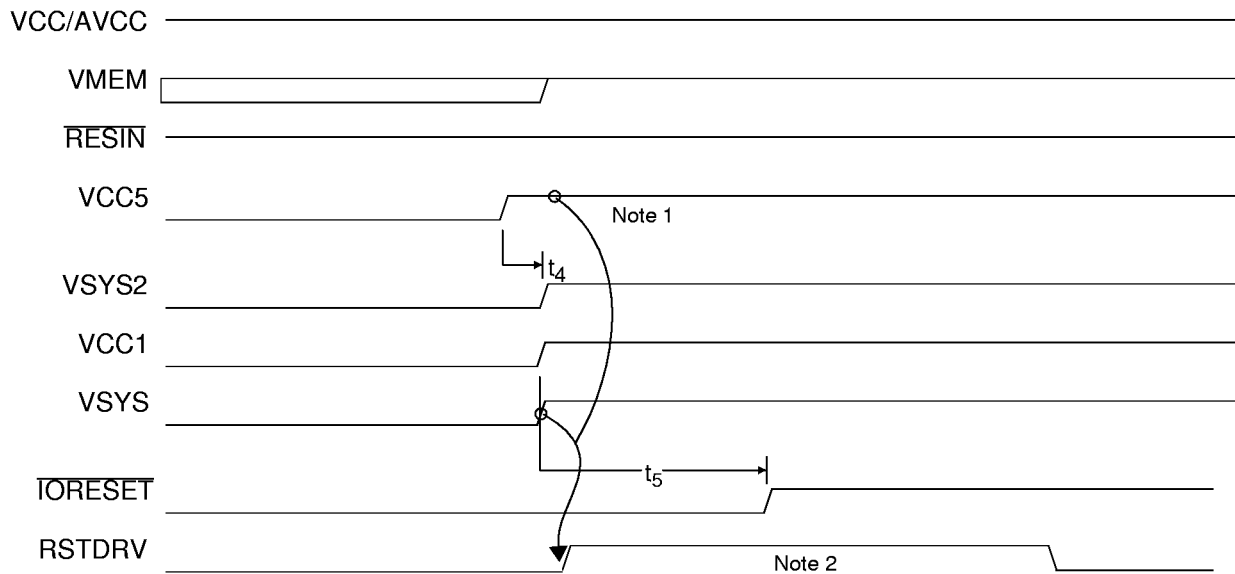 VCC/AVCC
VMEM
RESIN
VCC5
Note 1
t4
VSYS2
VCC1
VSYS
t5
IORESET
RSTDRV
Note 2